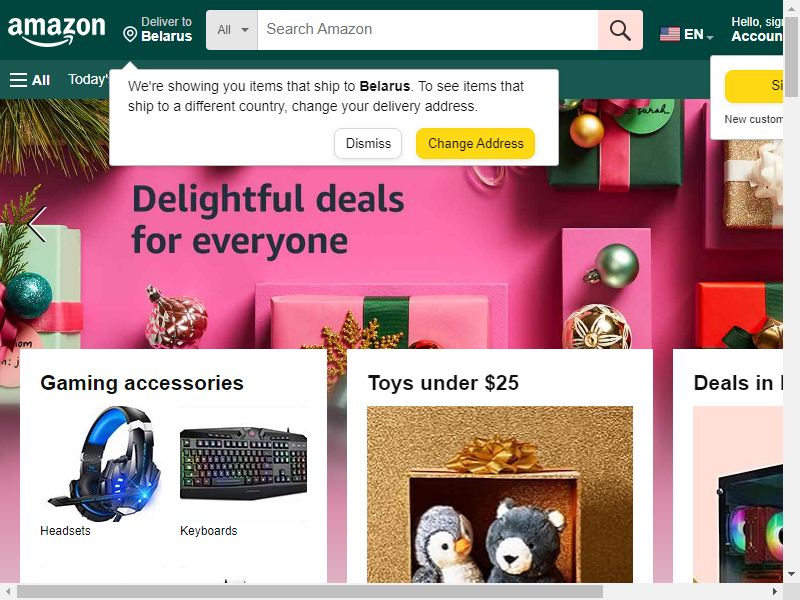 amazon
Deliver to
Belarus
All
Search Amazon
EN
Hello, sign
Accoun
All
Today's
We're showing you items that ship to Belarus. To see items that
ship to a different country, change your delivery address.
Dismiss
Change Address
Si
New custom
sarah
Delightful deals
for everyone
mom
Gaming accessories
Headsets
Keyboards
Toys under $25
Deals in